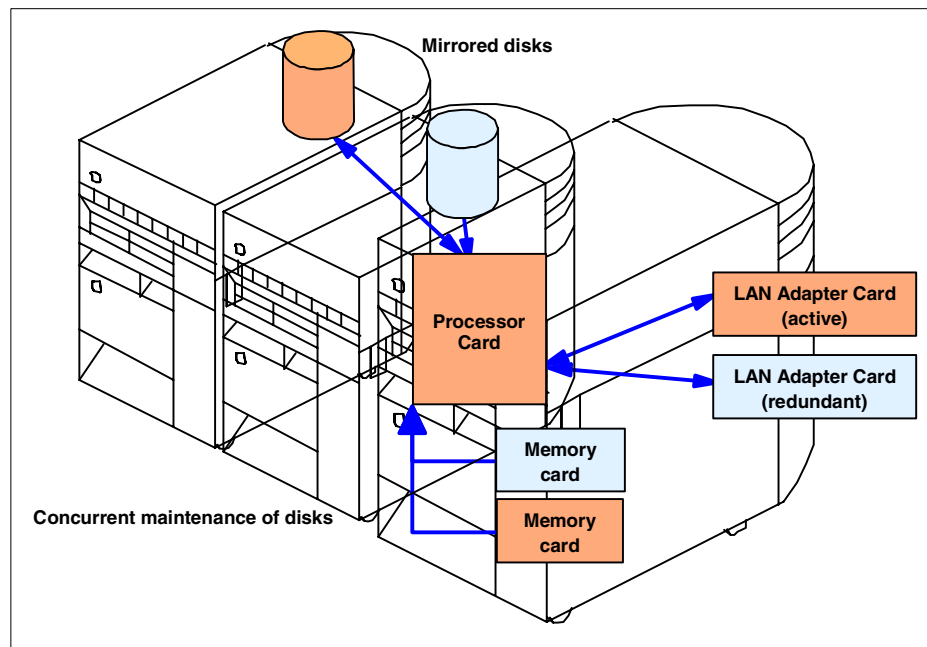 Mirrored disks
LAN Adapter Card
(active)
Processor
Card
LAN Adapter Card
(redundant)
Memory
card
Concurrent maintenance of disks
Memory
card